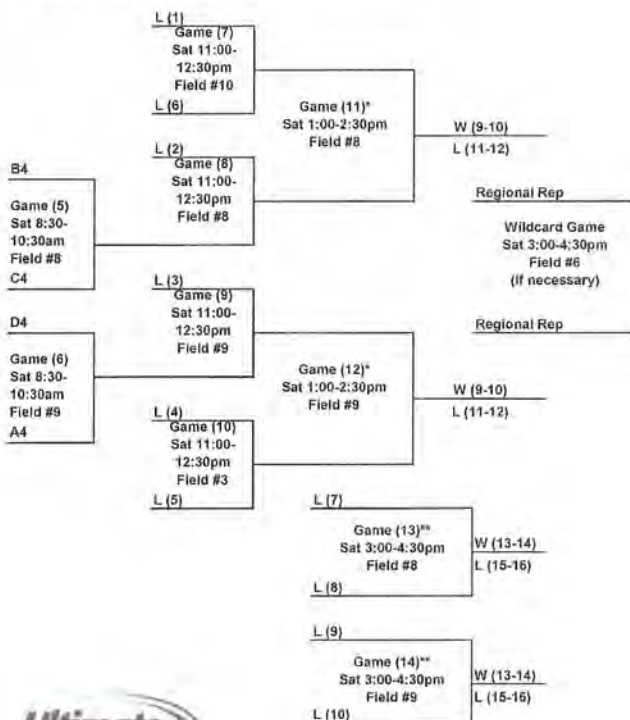 L (1)
Game (7)
Sat 11:00-
12:30pm
Field #10
L (6)
Game (11)*
Sat 1:00-2:30pm
Field #8
W (9-10)
L (11-12)
L (2)
Game (8)
Sat 11:00-
12:30pm
Field #8
B4
Game (5)
Sat 8:30-
10:30am
Field #8
C4
Regional Rep
Wildcard Game
Sat 3:00-4:30pm
Field #6
(if necessary)
Regional Rep
L (3)
Game (9)
Sat 11:00-
12:30pm
Field #9
D4
Game (6)
Sat 8:30-
10:30am
Field #9
A4
Game (12)*
Sat 1:00-2:30pm
Field #9
W (9-10)
L (11-12)
L (4)
Game (10)
Sat 11:00-
12:30pm
Field #3
L (5)
L (7)
Game (13)**
Sat 3:00-4:30pm
Field #8
W (13-14)
L (15-16)
L (8)
L (9)
Game (14)**
Sat 3:00-4:30pm
Field #9
W (13-14)
L (15-16)
L (10)
Ultimate